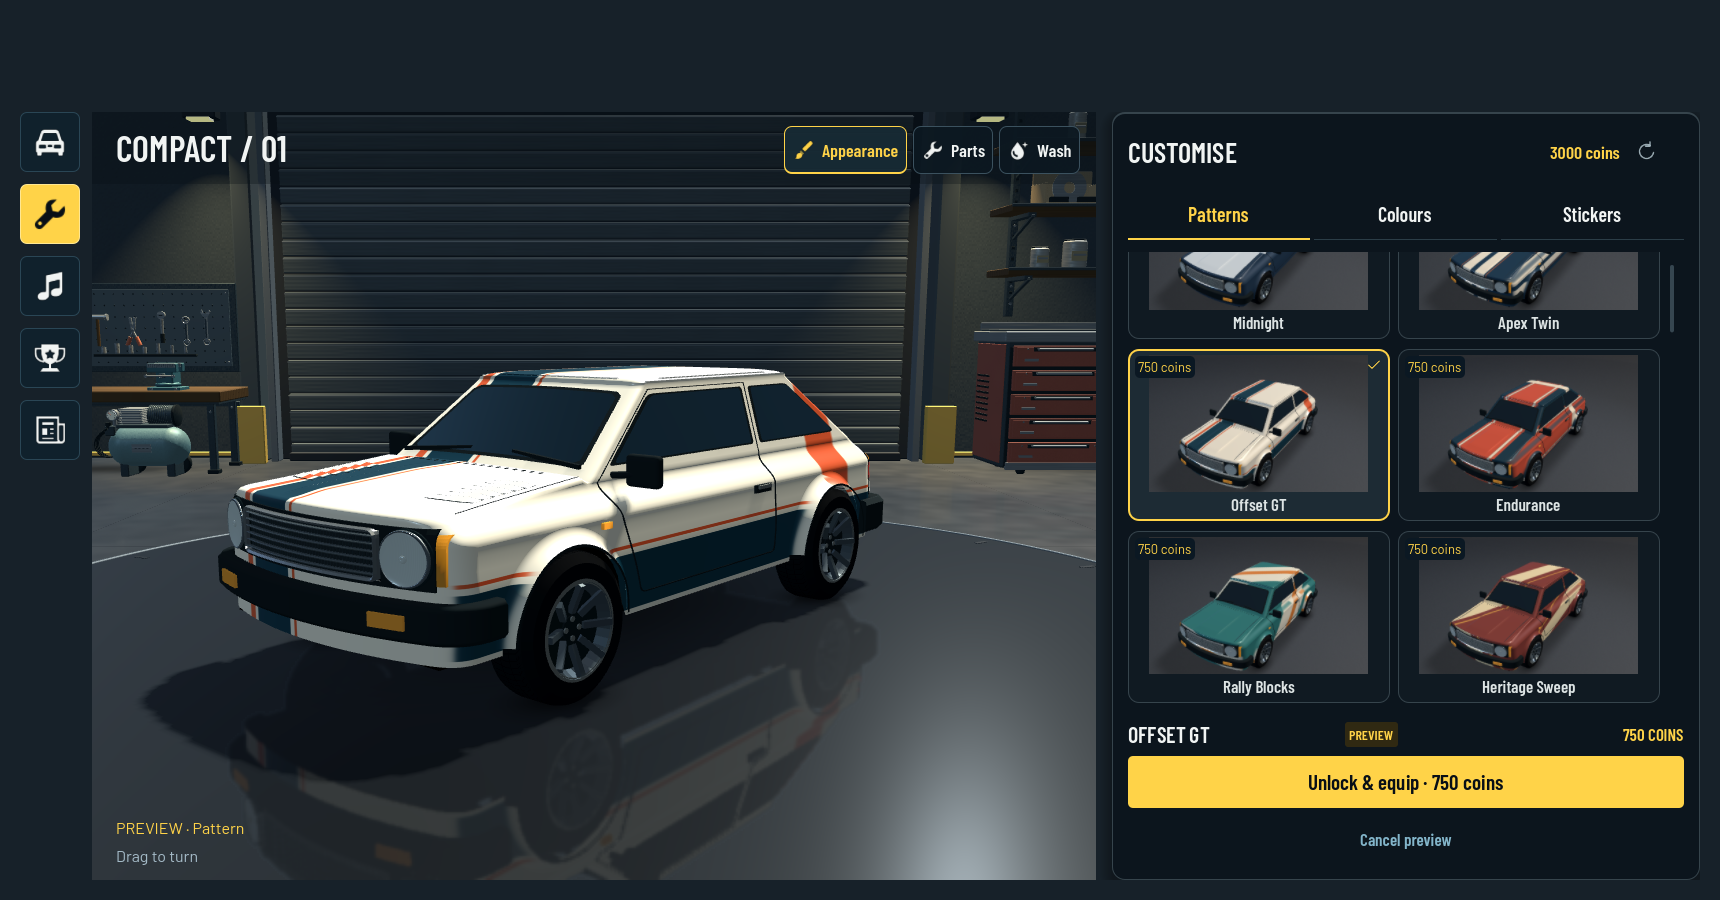 COMPACT / 01
Appearance
Parts
Wash
CUSTOMISE
3000 coins
Patterns
Colours
Stickers
Midnight
Apex Twin
750 coins
Offset GT
750 coins
Endurance
750 coins
Rally Blocks
750 coins
Heritage Sweep
OFFSET GT
PREVIEW
750 COINS
Unlock & equip · 750 coins
Cancel preview
PREVIEW · Pattern
Drag to turn